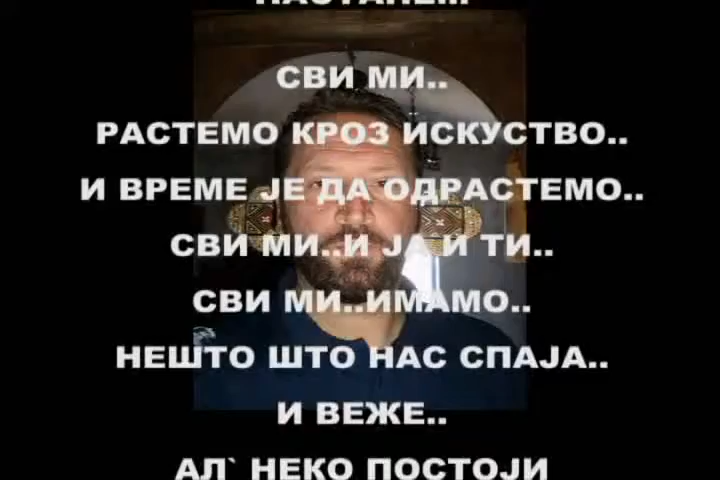 СВИ МИ..
РАСТЕМО КРОЗ ИСКУСТВО..
И ВРЕМЕ ЈЕ ДА ОДРАСТЕМО..
СВИ МИ..И ЈА И ТИ..
СВИ МИ..ИМАМО..
НЕШТО ШТО НАС СПАЈА..
И ВЕЖЕ..
АЛ` НЕКО ПОСТОЈИ